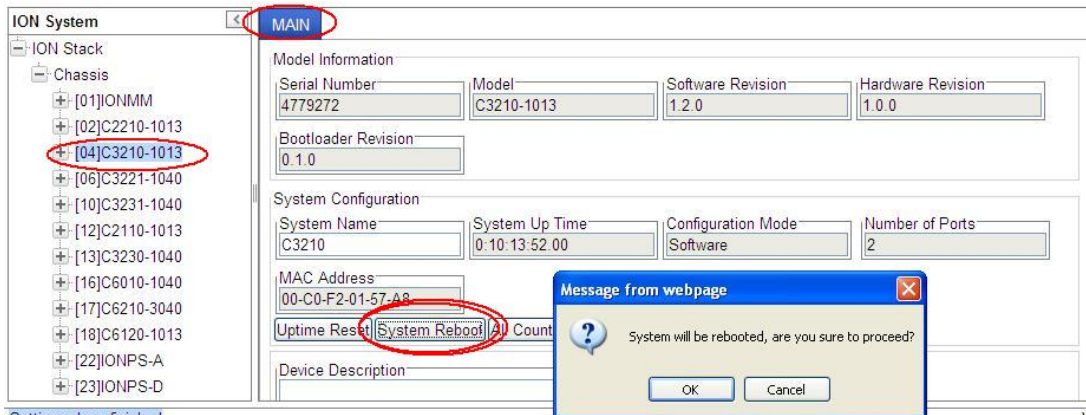 ION System
ION Stack
Chassis
[01]IONMM
[02]C2210-1013
[04]C3210-1013
[06]C3221-1040
[10]C3231-1040
[12]C2110-1013
[13]C3230-1040
[16]C6010-1040
[17]C6210-3040
[18]C6120-1013
[22]IONPS-A
[23]IONPS-D
MAIN
Model Information
Serial Number Model Software Revision Hardware Revision
4779272 C3210-1013 1.2.0 1.0.0
Bootloader Revision
0.1.0
System Configuration
System Name System Up Time Configuration Mode Number of Ports
C3210 0:10:13:52.00 Software 2
MAC Address
00-C0-F2-01-57-A8
Uptime Reset System Reboot All Count
Device Description
Message from webpage
System will be rebooted, are you sure to proceed?
OK Cancel